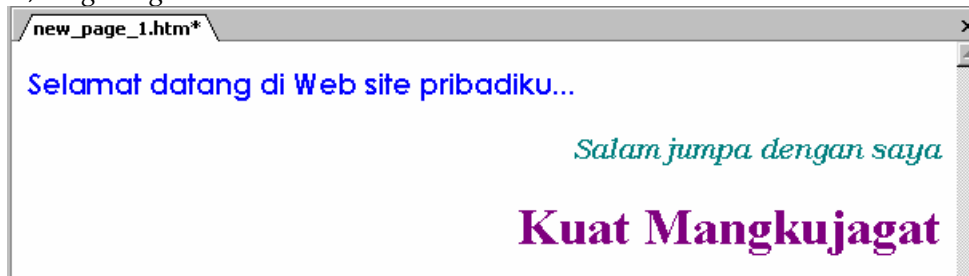 new_page_1.htm*
Selamat datang di Web site pribadiku...
Salam jumpa dengan saya
Kuat Mangkujagat